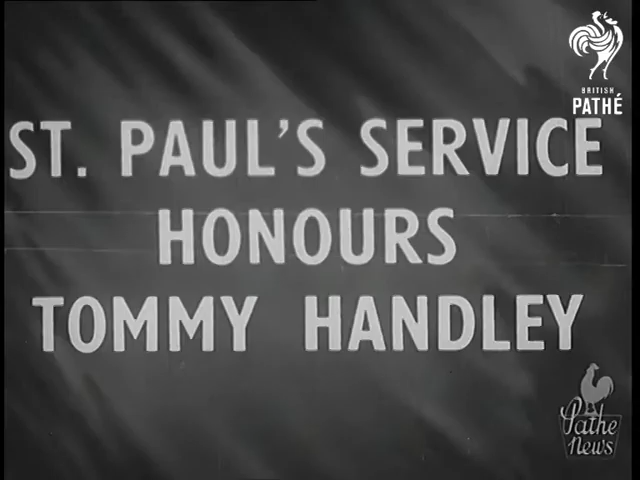 BRITISH
PATHÉ
ST. PAUL'S SERVICE
HONOURS
TOMMY HANDLEY
Pathe
News